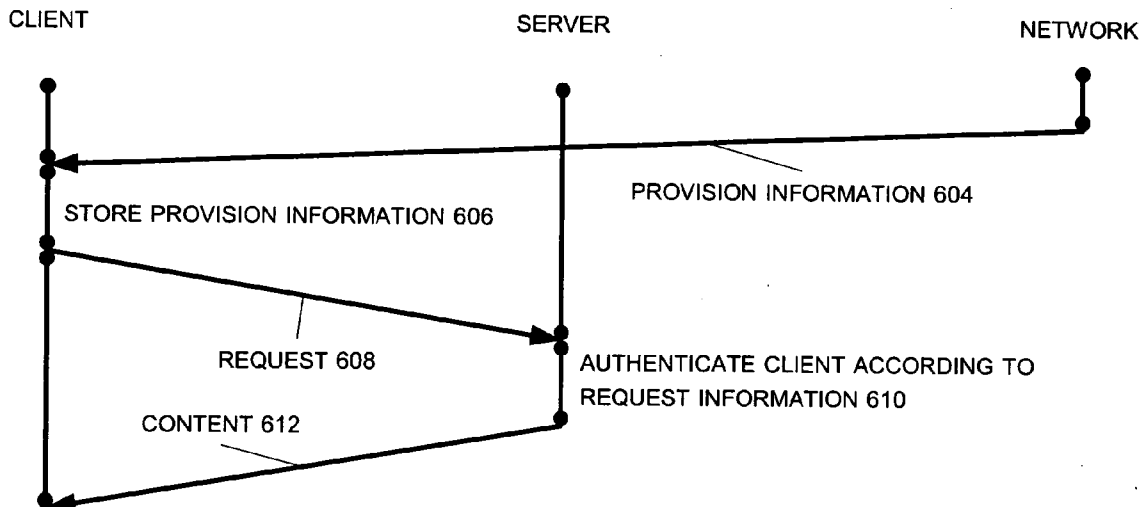 CLIENT
SERVER
NETWORK
PROVISION INFORMATION 604
STORE PROVISION INFORMATION 606
REQUEST 608
AUTHENTICATE CLIENT ACCORDING TO
REQUEST INFORMATION 610
CONTENT 612